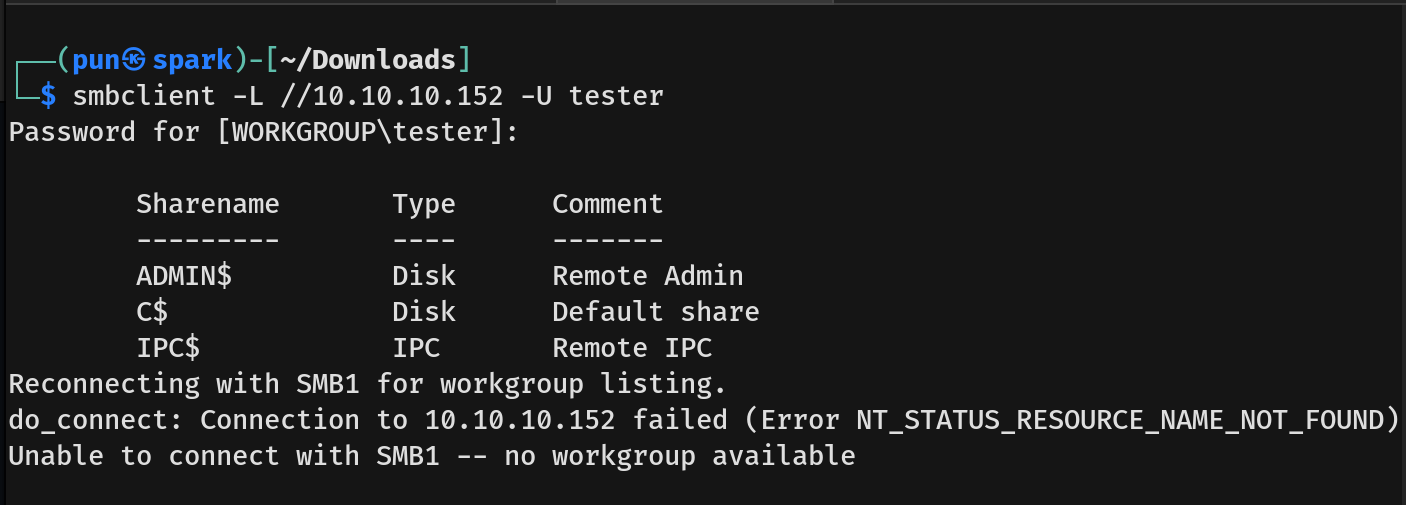 ┌──(pun㉿spark)-[~/Downloads]
└─$ smbclient -L //10.10.10.152 -U tester
Password for [WORKGROUP\tester]:
Sharename Type Comment
--------- ---- -------
ADMIN$ Disk Remote Admin
C$ Disk Default share
IPC$ IPC Remote IPC
Reconnecting with SMB1 for workgroup listing.
do_connect: Connection to 10.10.10.152 failed (Error NT_STATUS_RESOURCE_NAME_NOT_FOUND)
Unable to connect with SMB1 -- no workgroup available